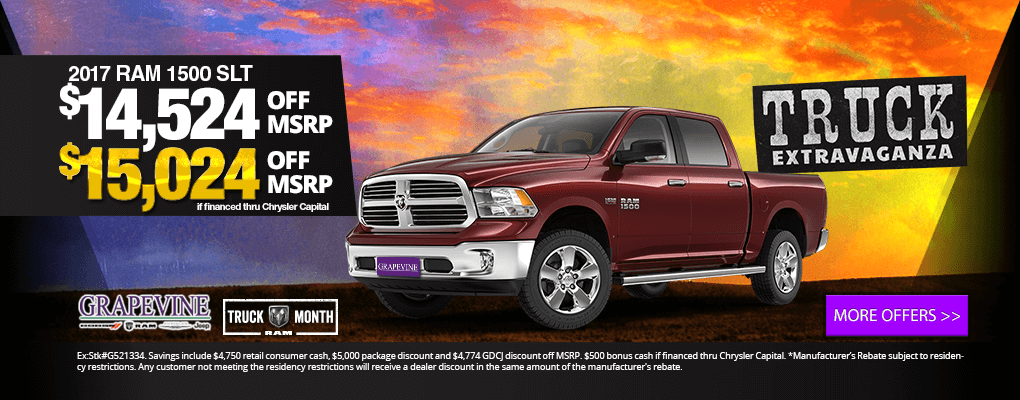 2017 RAM 1500 SLT
$14,524 OFF MSRP
$15,024 OFF MSRP
if financed thru Chrysler Capital
TRUCK
EXTRAVAGANZA
RAM
1500
GRAPEVINE
GRAPEVINE
RAM Jeep
TRUCK MONTH
RAM
MORE OFFERS >>
Ex:Stk#G521334. Savings include $4,750 retail consumer cash, $5,000 package discount and $4,774 GDCJ discount off MSRP. $500 bonus cash if financed thru Chrysler Capital. *Manufacturer's Rebate subject to residen-
cy restrictions. Any customer not meeting the residency restrictions will receive a dealer discount in the same amount of the manufacturer's rebate.